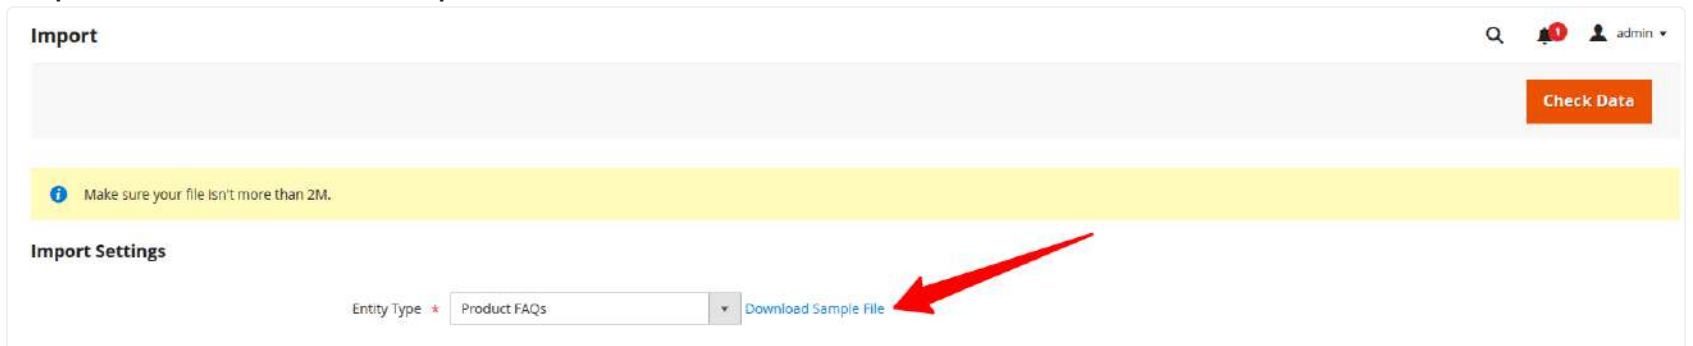 Import
1
admin
Check Data
Make sure your file isn't more than 2M.
Import Settings
Entity Type * Product FAQs Download Sample File